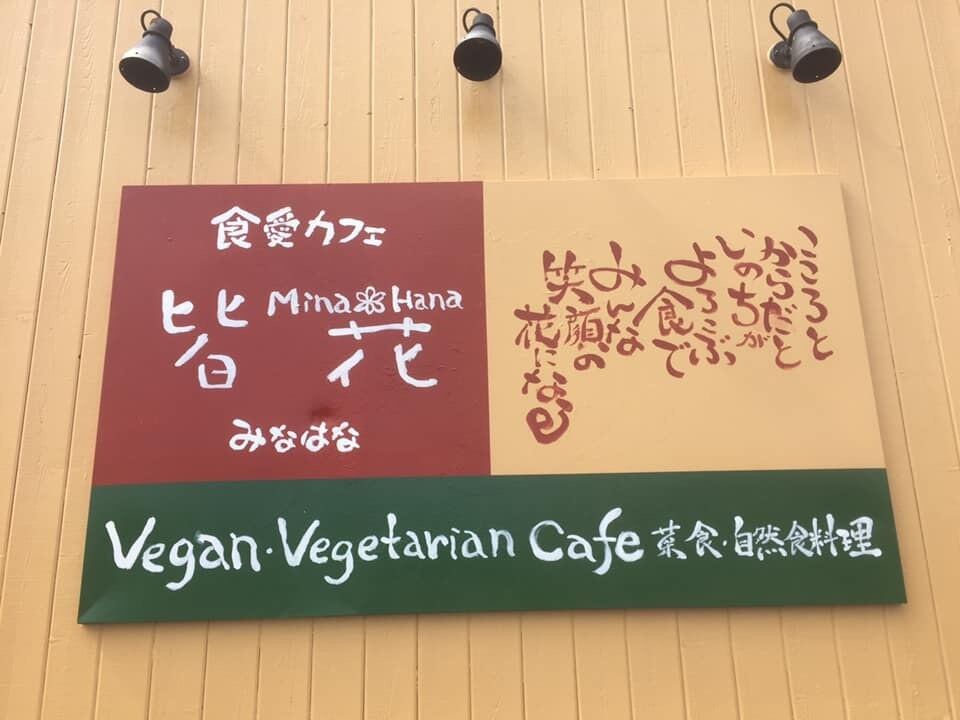 食愛カフェ
Mina Hana
皆花
みなはな
こころと
からだと
いのちが
よろこぶ
食で
みんな
笑顔の
花になる
Vegan・Vegetarian Cafe 菜食・自然食料理